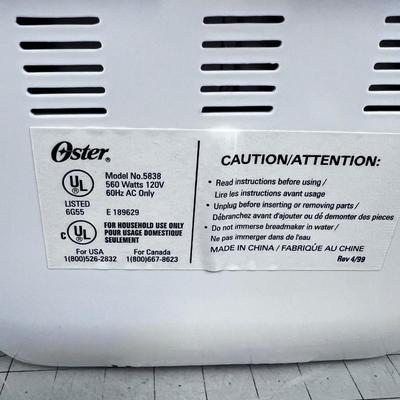 Oster®
UL®
LISTED
6G55
Model No.5838
560 Watts 120V
60Hz AC Only
E 189629
C UL®
FOR HOUSEHOLD USE ONLY
POUR USAGE DOMESTIQUE
SEULEMENT
For USA
1(800)526-2832
For Canada
1(800)667-8623
CAUTION/ATTENTION:
• Read instructions before using /
Lire les instructions avant usage
• Unplug before inserting or removing parts /
Débranchez avant d'ajouter ou dé demonter des pieces
• Do not immerse breadmaker in water /
Ne pas immerger dans de l'eau
MADE IN CHINA / FABRIQUÉ AU CHINE
Rev 4/99